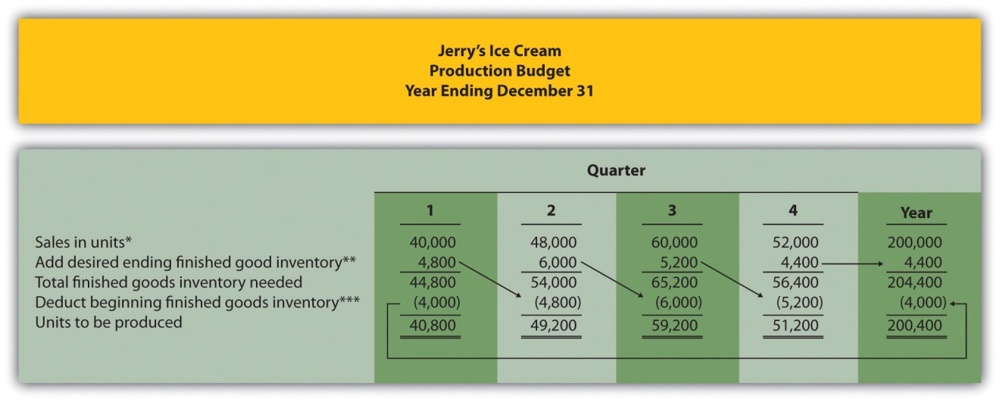 Jerry’s Ice Cream
Production Budget
Year Ending December 31
Quarter
1 2 3 4 Year
Sales in units* 40,000 48,000 60,000 52,000 200,000
Add desired ending finished good inventory** 4,800 6,000 5,200 4,400 4,400
Total finished goods inventory needed 44,800 54,000 65,200 56,400 204,400
Deduct beginning finished goods inventory*** (4,000) (4,800) (6,000) (5,200) (4,000)
Units to be produced 40,800 49,200 59,200 51,200 200,400